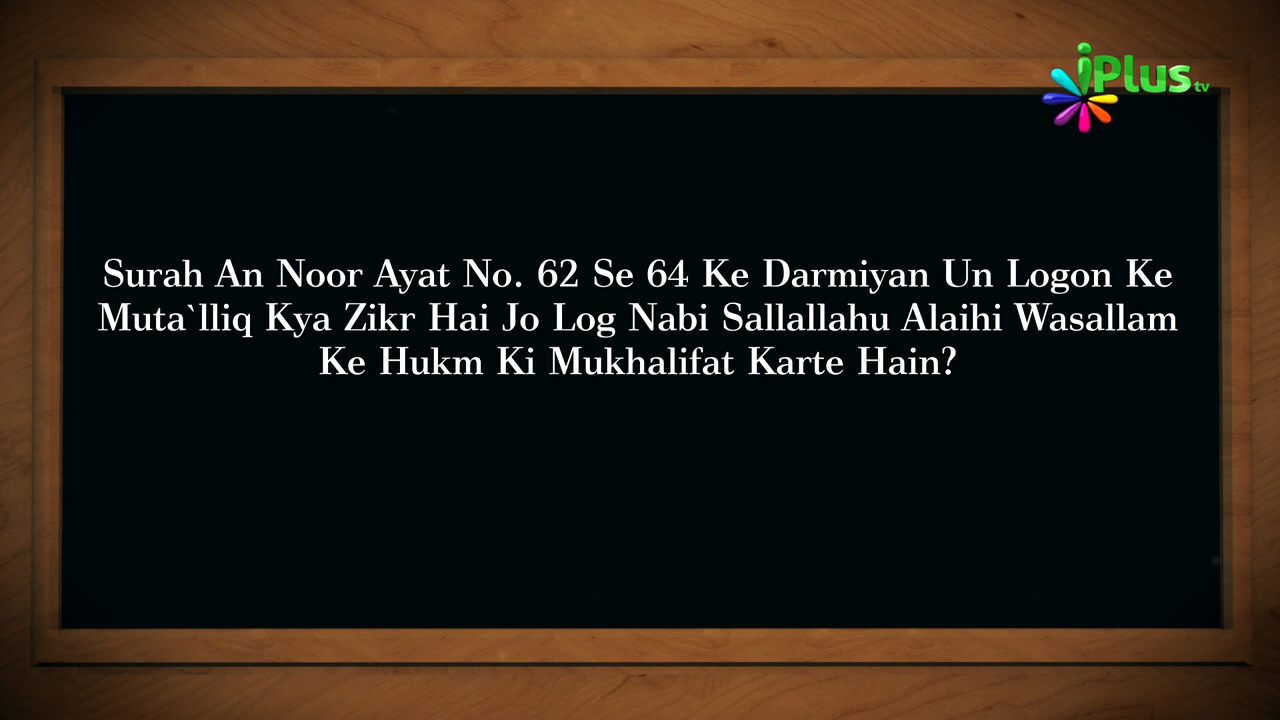 iPlus tv
Surah An Noor Ayat No. 62 Se 64 Ke Darmiyan Un Logon Ke
Muta`lliq Kya Zikr Hai Jo Log Nabi Sallallahu Alaihi Wasallam
Ke Hukm Ki Mukhalifat Karte Hain?